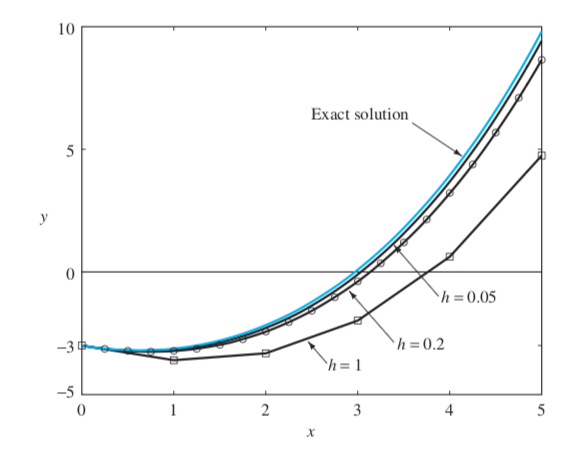 10
Exact solution
5
y
0
h = 0.05
−3
h = 0.2
h = 1
−5
0 1 2 3 4 5
x